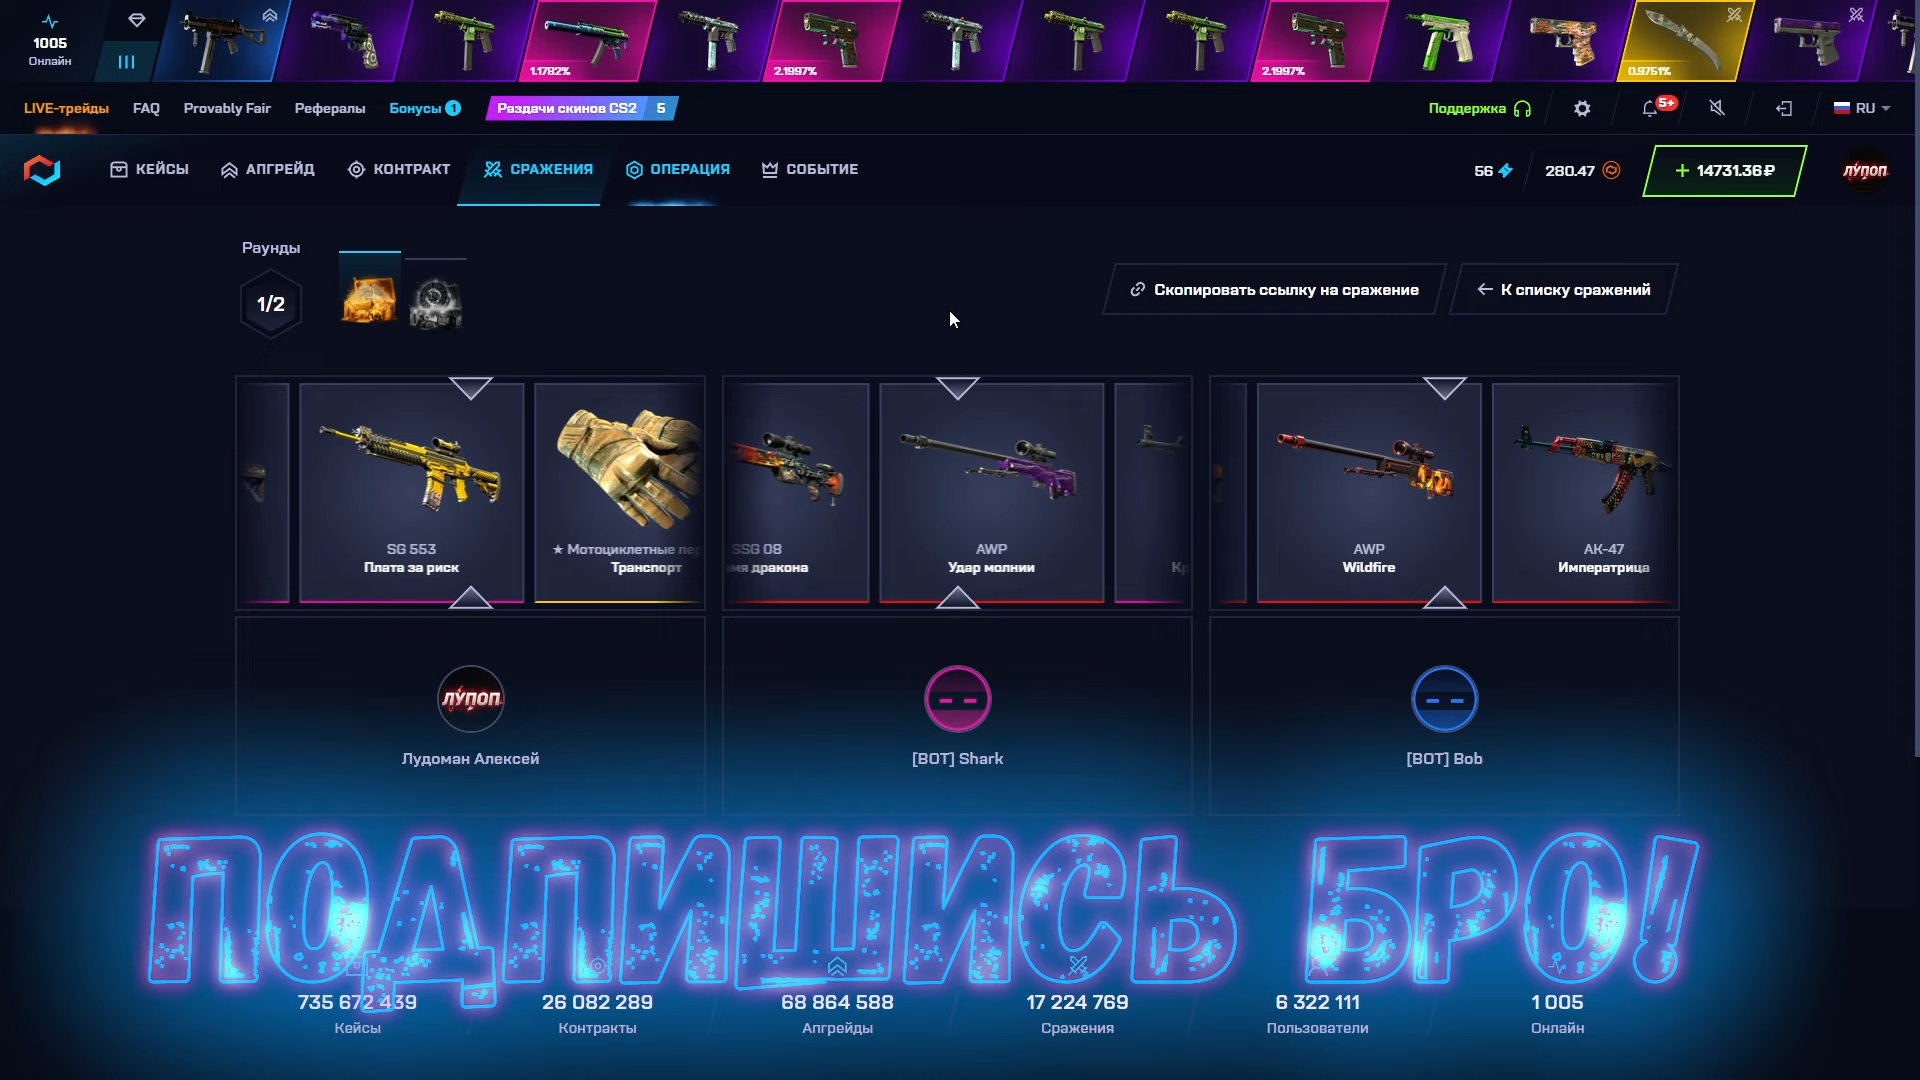 1005
Онлайн
1.1782%
2.1997%
2.1997%
0.9751%
LIVE-трейды FAQ Provably Fair Рефералы Бонусы 1 Раздачи скинов CS2 5 Поддержка 5+ RU
КЕЙСЫ АПГРЕЙД КОНТРАКТ СРАЖЕНИЯ ОПЕРАЦИЯ СОБЫТИЕ 56 280.47 + 14731.36₽ ЛУПОП
Раунды
1/2
Скопировать ссылку на сражение
К списку сражений
SG 553
Плата за риск
★ Мотоциклетные пер
Транспорт
SSG 08
мя дракона
AWP
Удар молнии
Кр
AWP
Wildfire
AK-47
Императрица
ЛУПОП
Лудоман Алексей
[BOT] Shark
[BOT] Bob
ПОДПИШИСЬ БРО!
735 672 439 26 082 289 68 864 588 17 224 769 6 322 111 1 005
Кейсы Контракты Апгрейды Сражения Пользователи Онлайн